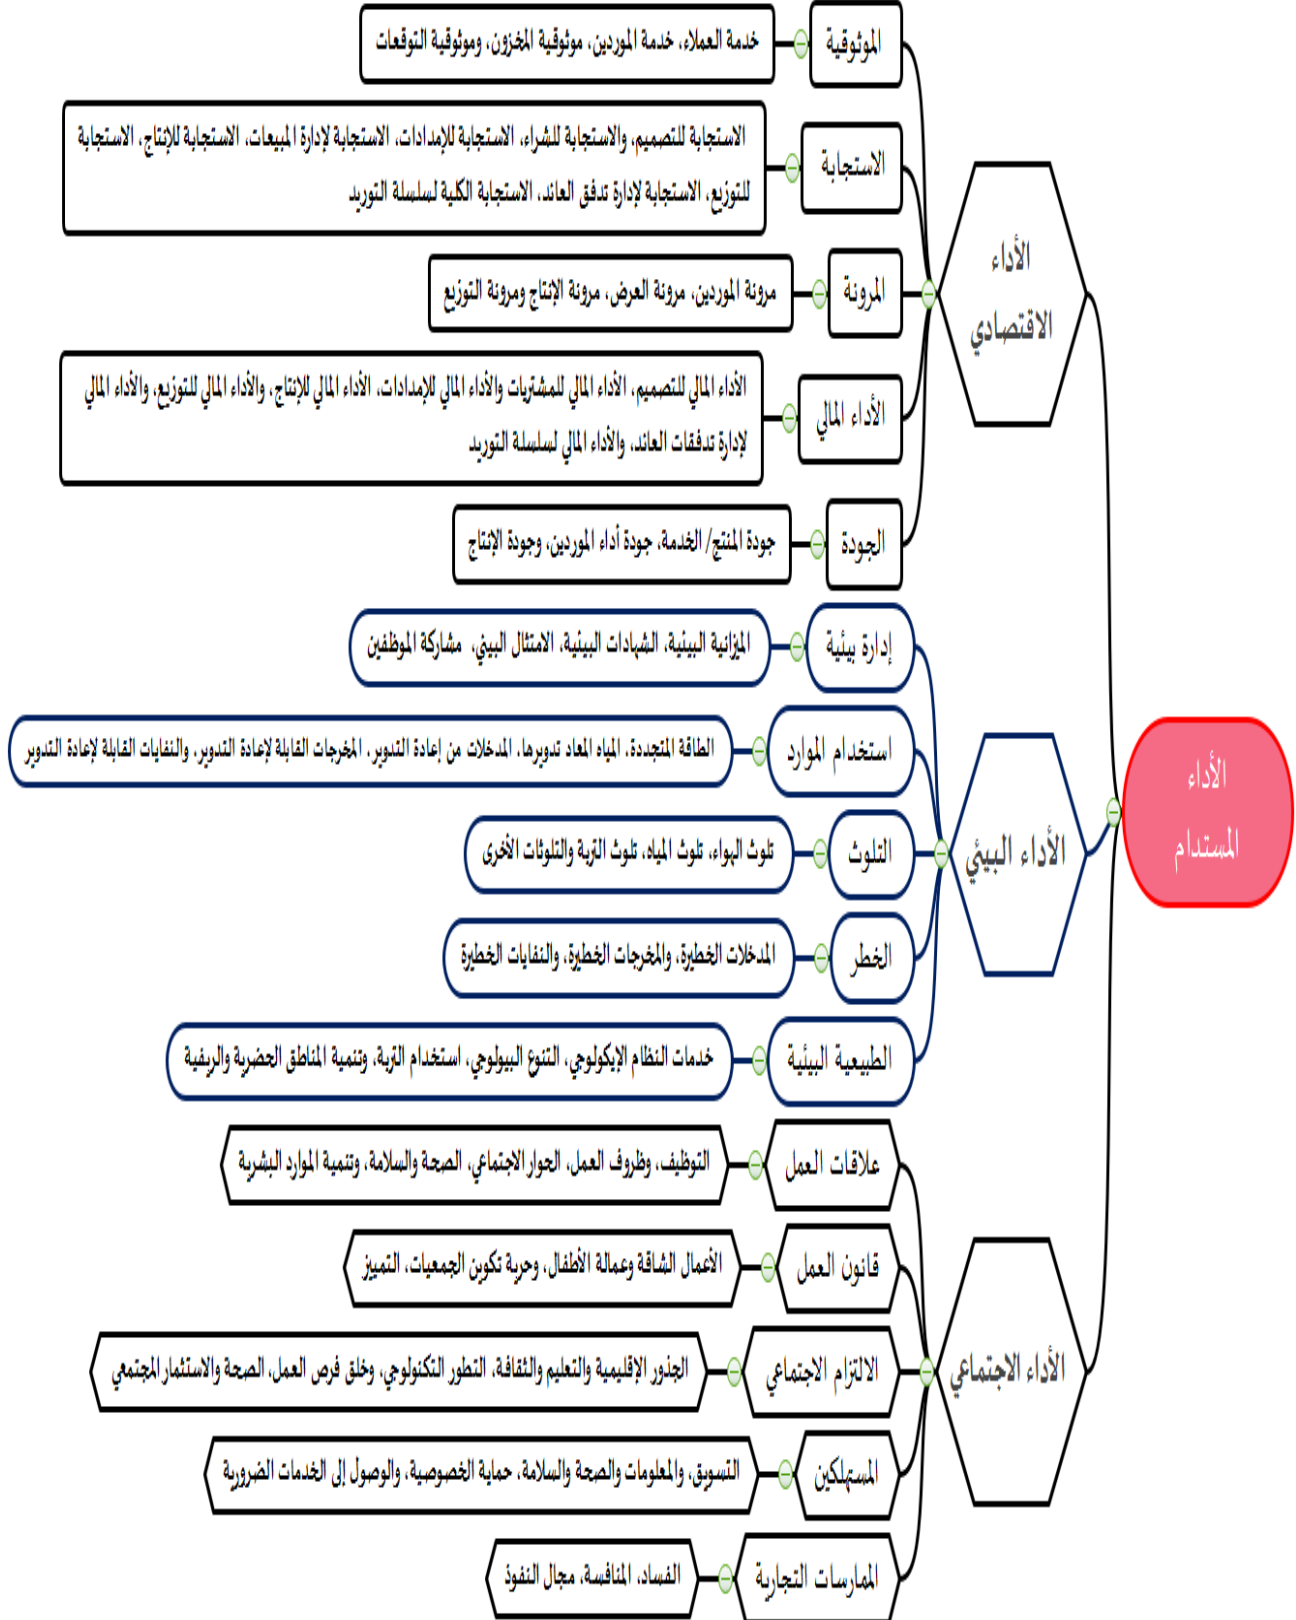 الأداء
المستدام
الأداء
الاقتصادي
الموثوقية
خدمة العملاء، خدمة الموردين، موثوقية المخزون، وموثوقية التوقعات
الاستجابة
الاستجابة للتصميم، والاستجابة للشراء، الاستجابة للإمدادات، الاستجابة لإدارة المبيعات، الاستجابة للإنتاج، الاستجابة
للتوزيع، الاستجابة لإدارة تدفق العائد، الاستجابة الكلية لسلسلة التوريد
المرونة
مرونة الموردين، مرونة العرض، مرونة الإنتاج ومرونة التوزيع
الأداء المالي
الأداء المالي للتصميم، الأداء المالي للمشتريات والأداء المالي للإمدادات، الأداء المالي للإنتاج، والأداء المالي للتوزيع، والأداء المالي
لإدارة تدفقات العائد، والأداء المالي لسلسلة التوريد
الجودة
جودة المنتج/ الخدمة، جودة أداء الموردين، وجودة الإنتاج
الأداء البيئي
إدارة بيئية
الميزانية البيئية، الشهادات البيئية، الامتثال البيئي، مشاركة الموظفين
استخدام الموارد
الطاقة المتجددة، المياه المعاد تدويرها، المدخلات من إعادة التدوير، المخرجات القابلة لإعادة التدوير، والنفايات القابلة لإعادة التدوير
التلوث
تلوث الهواء، تلوث المياه، تلوث التربة والتلوثات الأخرى
الخطر
المدخلات الخطيرة، والمخرجات الخطيرة، والنفايات الخطيرة
الطبيعية البيئية
خدمات النظام الإيكولوجي، التنوع البيولوجي، استخدام التربة، وتنمية المناطق الحضرية والريفية
الأداء الاجتماعي
علاقات العمل
التوظيف، وظروف العمل، الحوار الاجتماعي، الصحة والسلامة، وتنمية الموارد البشرية
قانون العمل
الأعمال الشاقة وعمالة الأطفال، وحرية تكوين الجمعيات، التمييز
الالتزام الاجتماعي
الجذور الإقليمية والتعليم والثقافة، التطور التكنولوجي، وخلق فرص العمل، الصحة والاستثمار المجتمعي
المستهلكين
التسويق، والمعلومات والصحة والسلامة، حماية الخصوصية، والوصول إلى الخدمات الضرورية
الممارسات التجارية
الفساد، المنافسة، مجال النفوذ